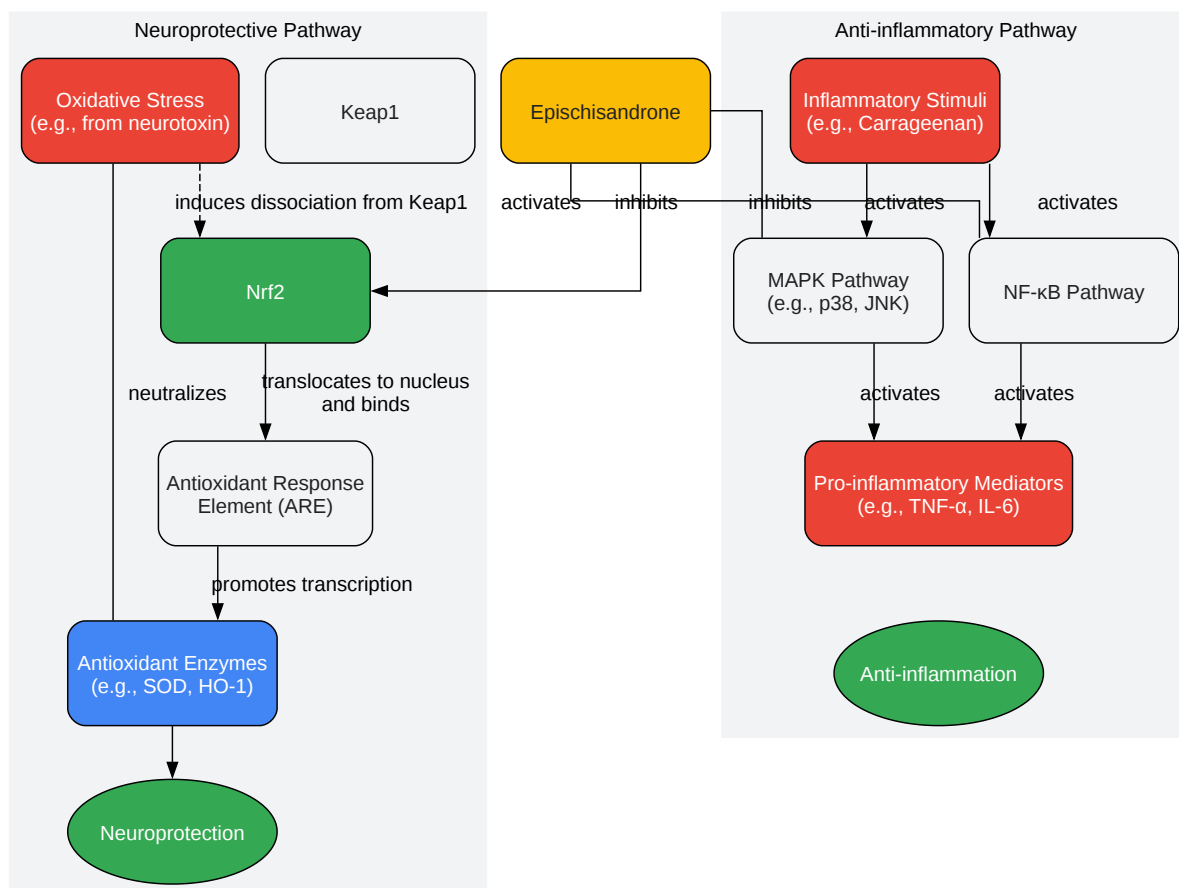 Neuroprotective Pathway
Anti-inflammatory Pathway
Oxidative Stress
(e.g., from neurotoxin)
Keap1
Epischisandrone
Inflammatory Stimuli
(e.g., Carrageenan)
induces dissociation from Keap1
activates
inhibits
inhibits
activates
activates
Nrf2
MAPK Pathway
(e.g., p38, JNK)
NF-κB Pathway
neutralizes
translocates to nucleus
and binds
activates
activates
Antioxidant Response
Element (ARE)
Pro-inflammatory Mediators
(e.g., TNF-α, IL-6)
promotes transcription
Antioxidant Enzymes
(e.g., SOD, HO-1)
Anti-inflammation
Neuroprotection